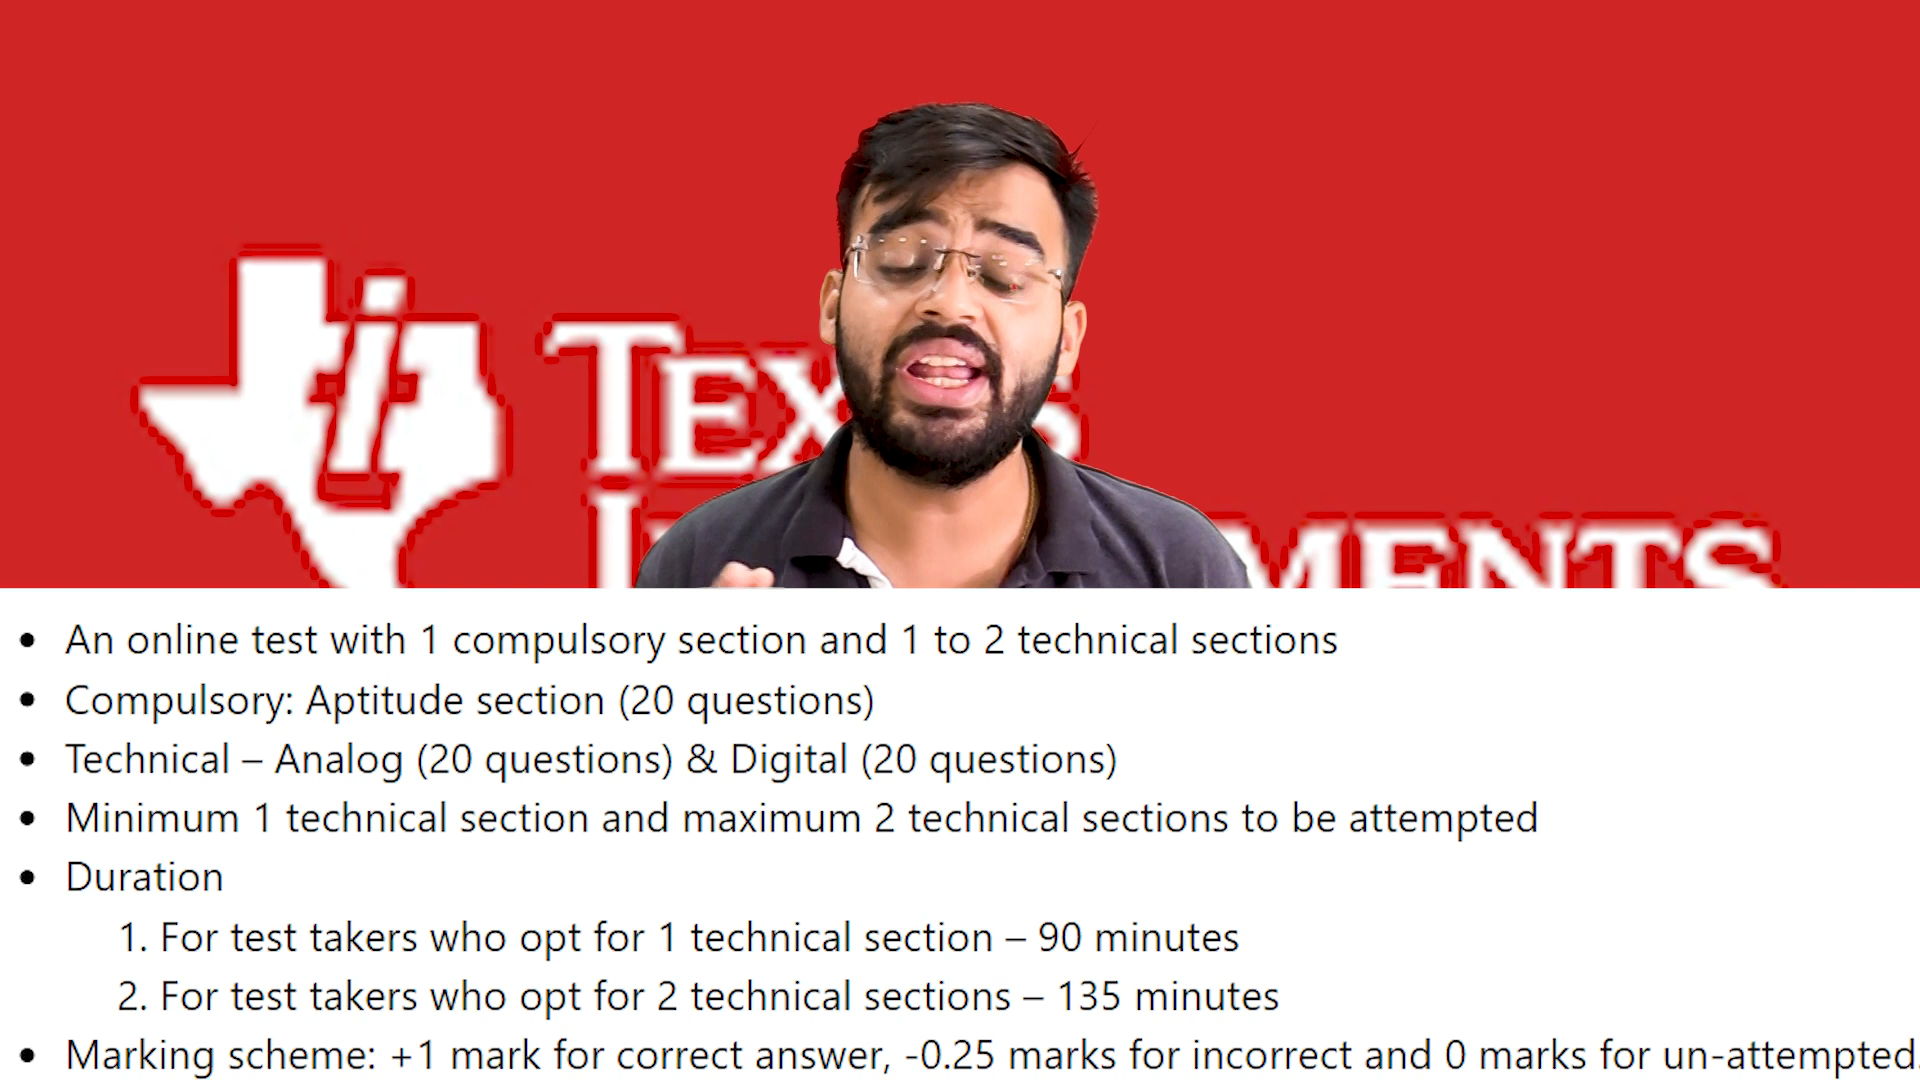 TEX S
I MENTS
• An online test with 1 compulsory section and 1 to 2 technical sections
• Compulsory: Aptitude section (20 questions)
• Technical – Analog (20 questions) & Digital (20 questions)
• Minimum 1 technical section and maximum 2 technical sections to be attempted
• Duration
1. For test takers who opt for 1 technical section – 90 minutes
2. For test takers who opt for 2 technical sections – 135 minutes
• Marking scheme: +1 mark for correct answer, -0.25 marks for incorrect and 0 marks for un-attempted.